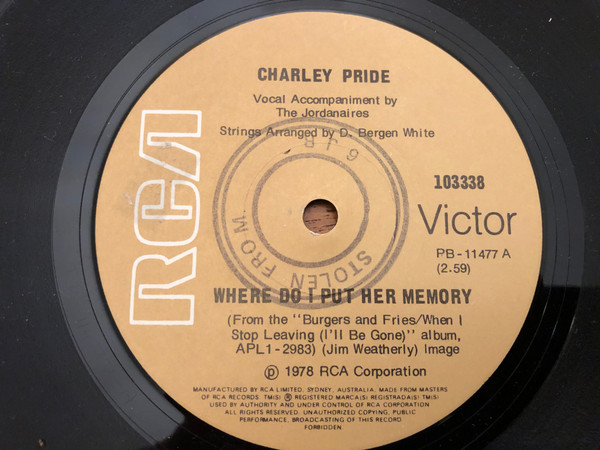 CHARLEY PRIDE
Vocal Accompaniment by
The Jordanaires
Strings Arranged by D. Bergen White
RCA
103338
Victor
PB-11477 A
(2.59)
STOLEN FROM
WHERE DO I PUT HER MEMORY
(From the "Burgers and Fries/When I
Stop Leaving (I'll Be Gone)" album,
APL1-2983) (Jim Weatherly) Image
℗ 1978 RCA Corporation
MANUFACTURED BY RCA LIMITED, SYDNEY, AUSTRALIA. MADE FROM MASTERS
OF RCA RECORDS. TM(S) ® REGISTERED MARCA(S) REGISTRADA(S) TM(S)
USED BY AUTHORITY AND UNDER CONTROL OF RCA CORPORATION
ALL RIGHTS RESERVED. UNAUTHORIZED COPYING, PUBLIC
PERFORMANCE, BROADCASTING OF THIS RECORD
FORBIDDEN